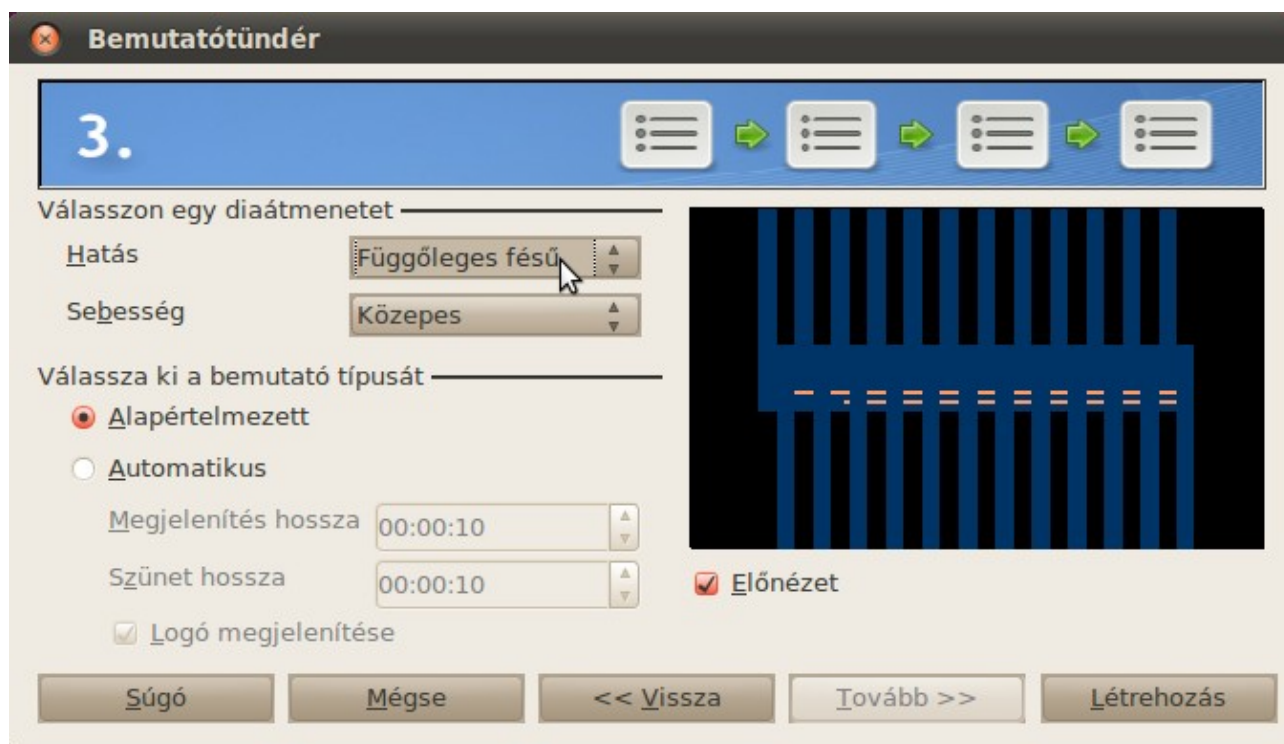 Bemutatótündér
3.
Válasszon egy diaátmenetet
Hatás
Függőleges fésű
Sebesség
Közepes
Válassza ki a bemutató típusát
Alapértelmezett
Automatikus
Megjelenítés hossza
00:00:10
Szünet hossza
00:00:10
Logó megjelenítése
Előnézet
Súgó
Mégse
<< Vissza
Tovább >>
Létrehozás